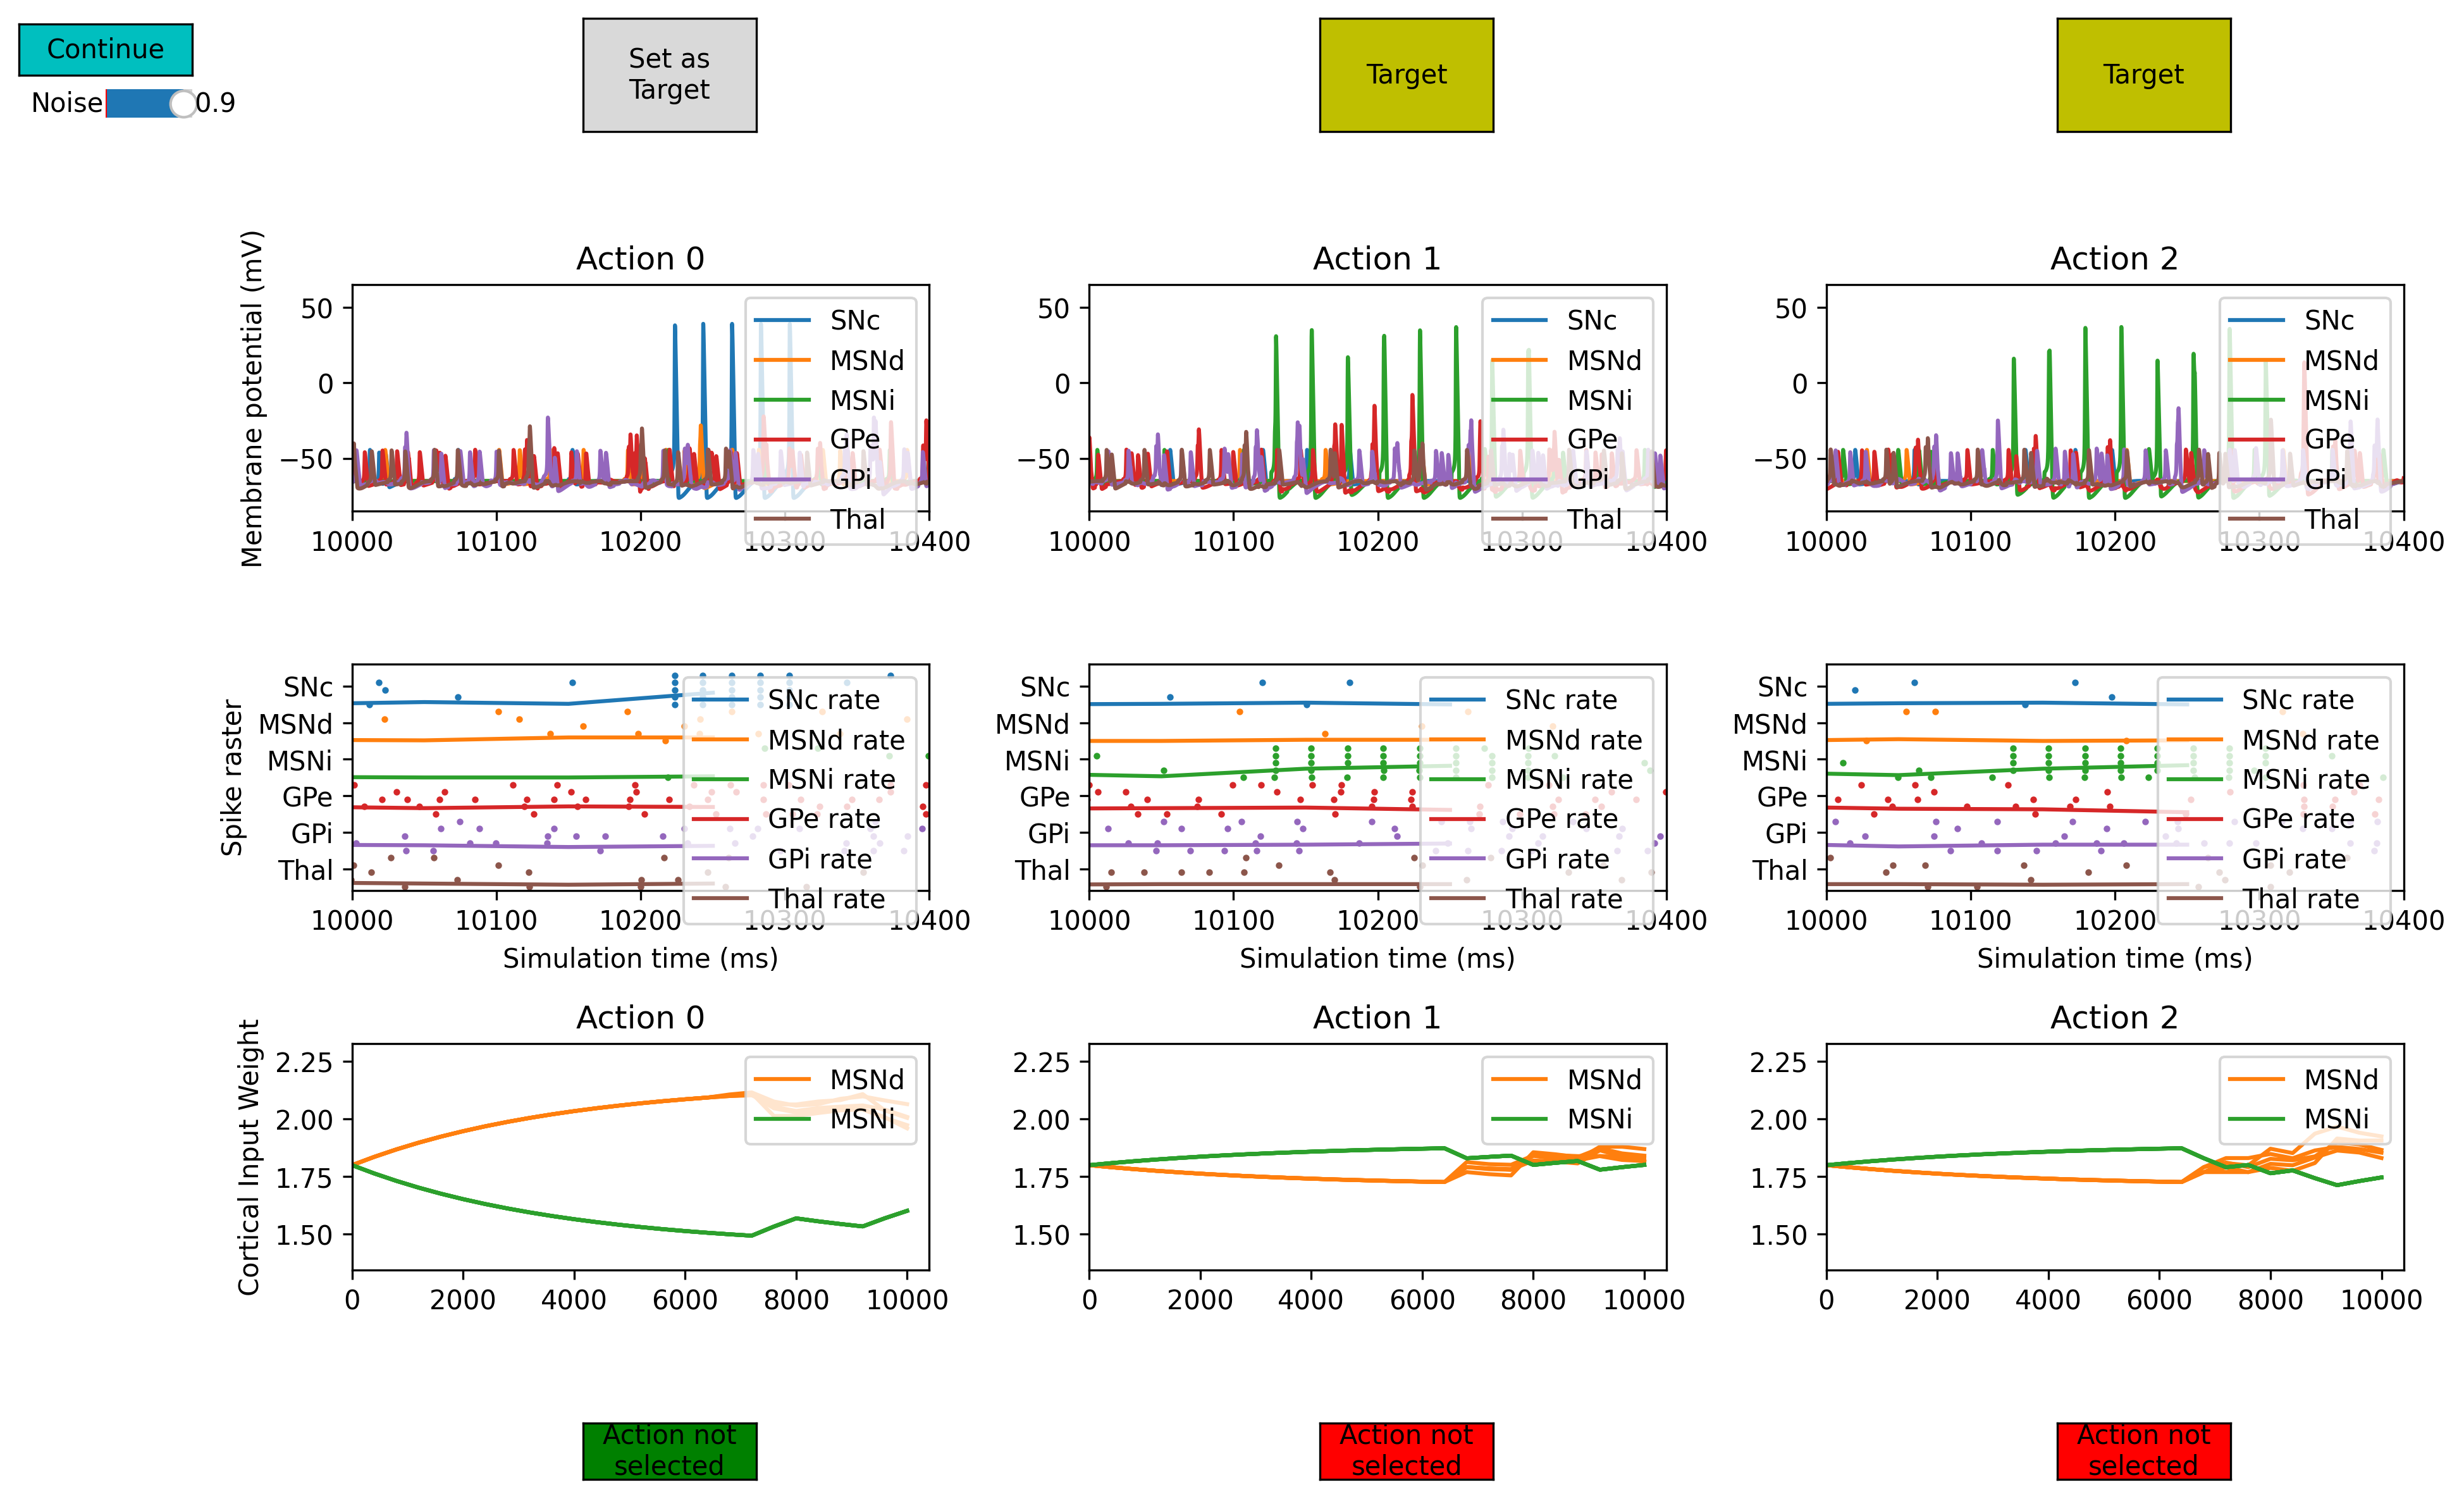 Continue
Noise 0.9
Set as
Target
Target
Target
Action 0
Action 1
Action 2
Membrane potential (mV)
50
0
−50
10000 10100 10200 10300 10400
SNc
MSNd
MSNi
GPe
GPi
Thal
50
0
−50
10000 10100 10200 10300 10400
SNc
MSNd
MSNi
GPe
GPi
Thal
50
0
−50
10000 10100 10200 10300 10400
SNc
MSNd
MSNi
GPe
GPi
Thal
Spike raster
SNc
MSNd
MSNi
GPe
GPi
Thal
SNc rate
MSNd rate
MSNi rate
GPe rate
GPi rate
Thal rate
10000 10100 10200 10300 10400
Simulation time (ms)
SNc
MSNd
MSNi
GPe
GPi
Thal
SNc rate
MSNd rate
MSNi rate
GPe rate
GPi rate
Thal rate
10000 10100 10200 10300 10400
Simulation time (ms)
SNc
MSNd
MSNi
GPe
GPi
Thal
SNc rate
MSNd rate
MSNi rate
GPe rate
GPi rate
Thal rate
10000 10100 10200 10300 10400
Simulation time (ms)
Action 0
Action 1
Action 2
Cortical Input Weight
2.25
2.00
1.75
1.50
MSNd
MSNi
0 2000 4000 6000 8000 10000
2.25
2.00
1.75
1.50
MSNd
MSNi
0 2000 4000 6000 8000 10000
2.25
2.00
1.75
1.50
MSNd
MSNi
0 2000 4000 6000 8000 10000
Action not
selected
Action not
selected
Action not
selected